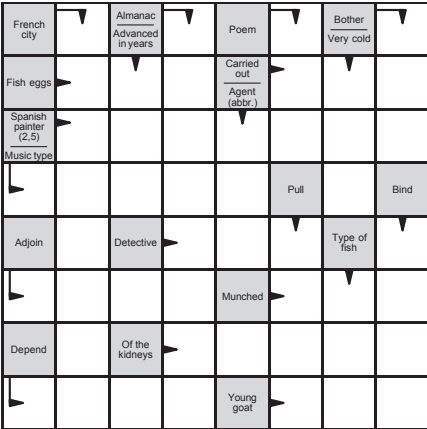 French
city
Almanac
Advanced
in years
Poem
Bother
Very cold
Fish eggs
Carried
out
Agent
(abbr.)
Spanish
painter
(2,5)
Music type
Pull
Bind
Adjoin
Detective
Type of
fish
Munched
Depend
Of the
kidneys
Young
goat